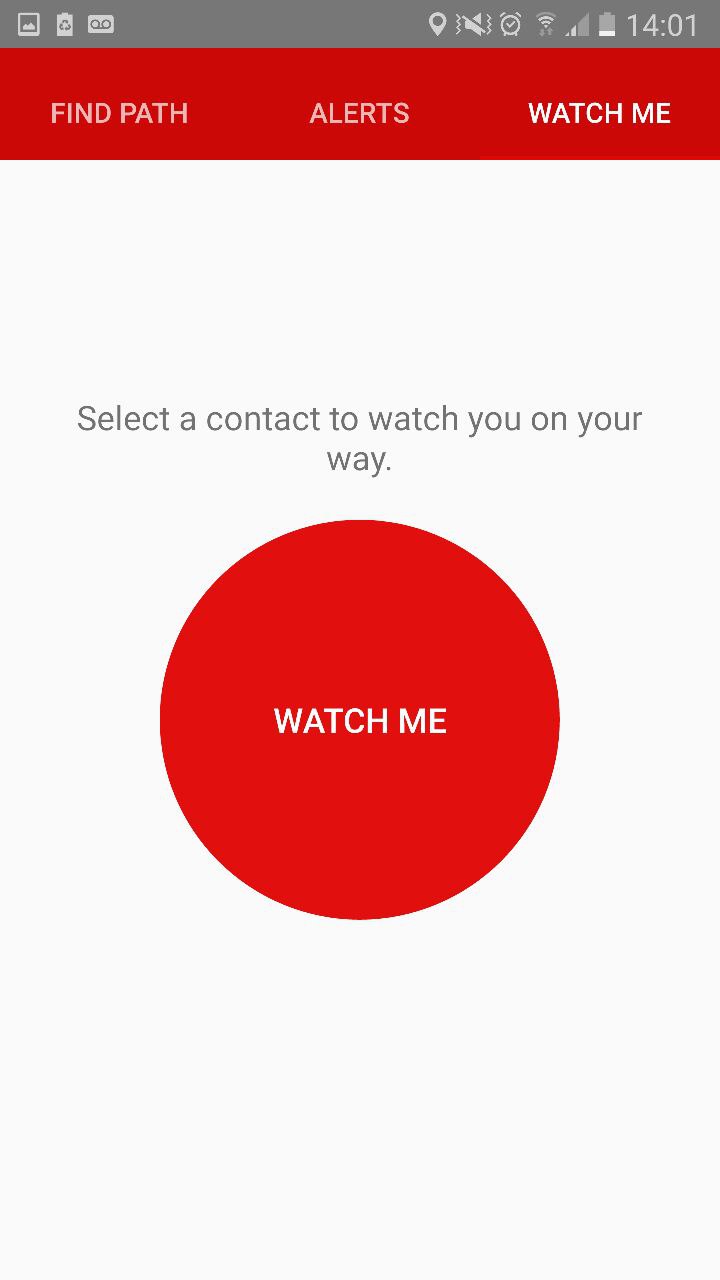 14:01
FIND PATH
ALERTS
WATCH ME
Select a contact to watch you on your
way.
WATCH ME